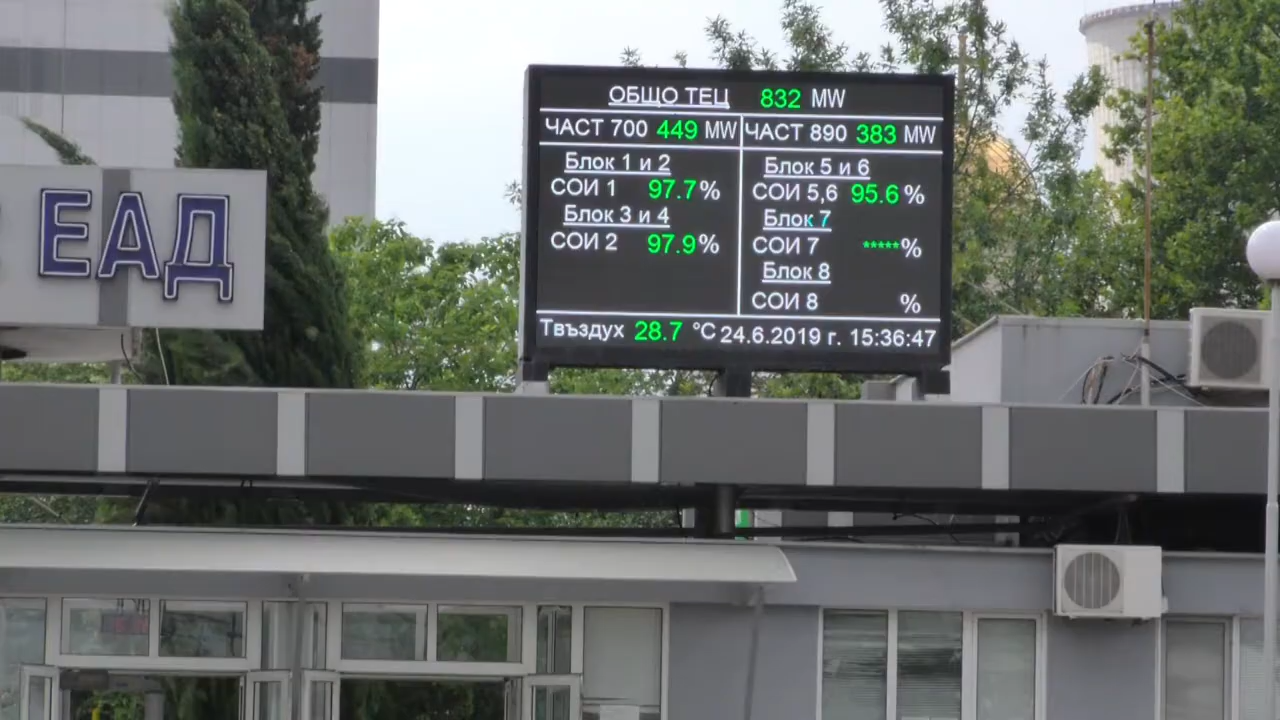 ЕАД
ОБЩО ТЕЦ 832 MW
ЧАСТ 700 449 MW ЧАСТ 890 383 MW
Блок 1 и 2 Блок 5 и 6
СОИ 1 97.7% СОИ 5,6 95.6%
Блок 3 и 4 Блок 7
СОИ 2 97.9% СОИ 7 *****%
Блок 8
СОИ 8 %
Твъздух 28.7 °C 24.6.2019 г. 15:36:47